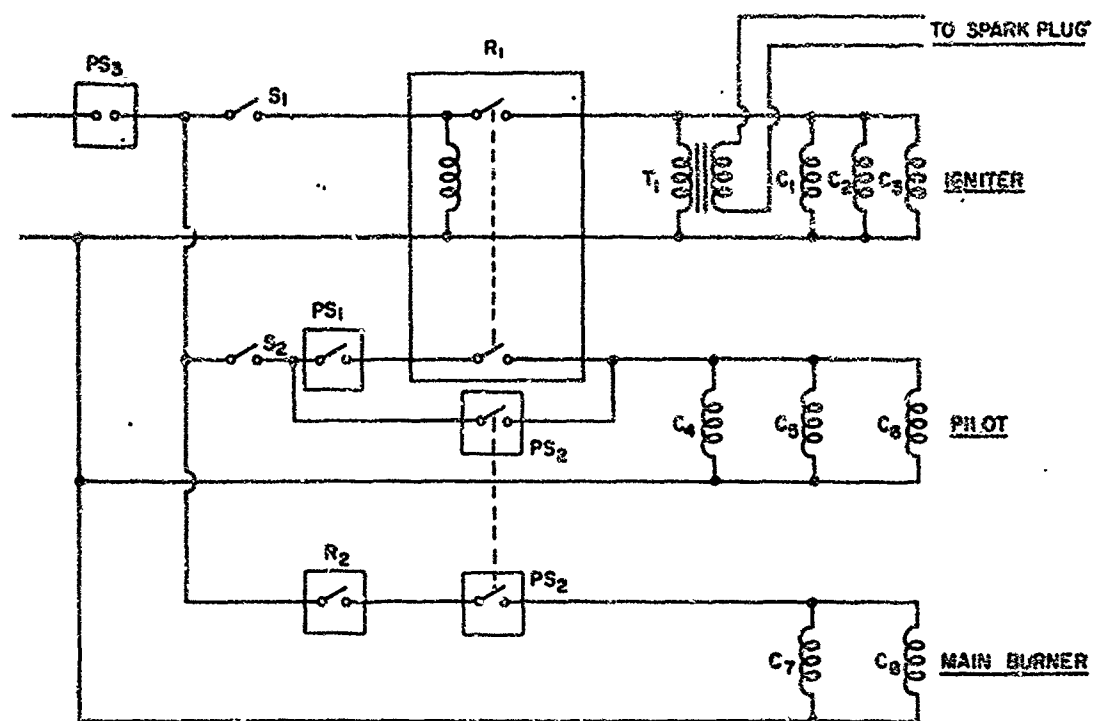 TO SPARK PLUG
PS3
S1
R1
T1
C1
C2
C3
IGNITER
S2
PS1
PS2
C4
C5
C6
PILOT
R2
PS2
C7
C8
MAIN BURNER